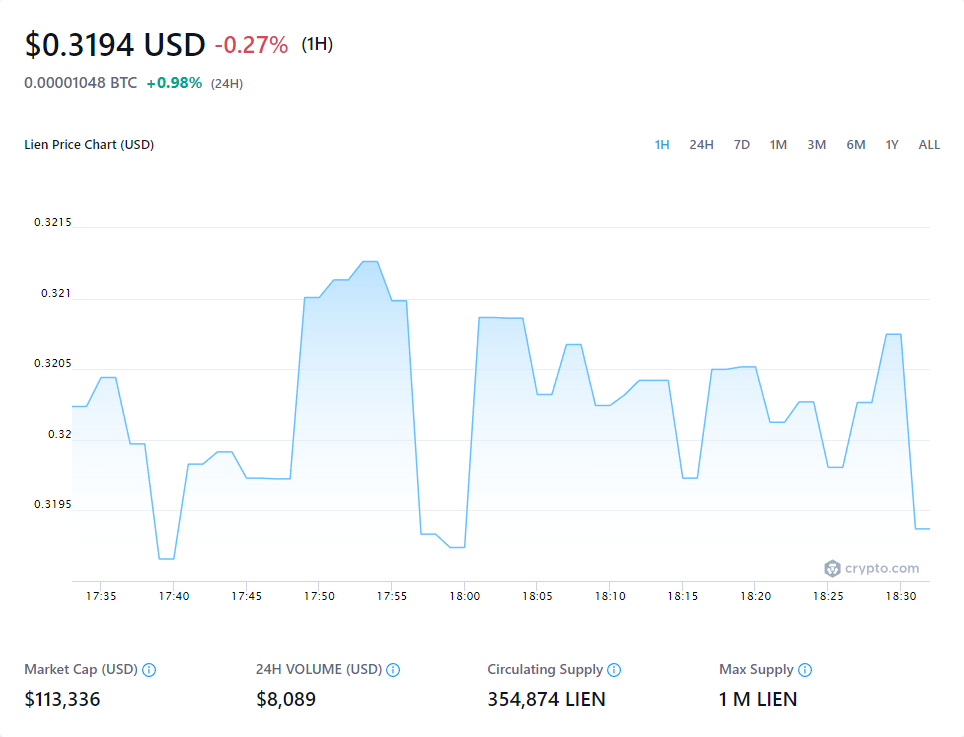 $0.3194 USD -0.27% (1H)
0.00001048 BTC +0.98% (24H)
Lien Price Chart (USD) 1H 24H 7D 1M 3M 6M 1Y ALL
0.3215
0.321
0.3205
0.32
0.3195
crypto.com
17:35 17:40 17:45 17:50 17:55 18:00 18:05 18:10 18:15 18:20 18:25 18:30
Market Cap (USD) 24H VOLUME (USD) Circulating Supply Max Supply
$113,336 $8,089 354,874 LIEN 1 M LIEN